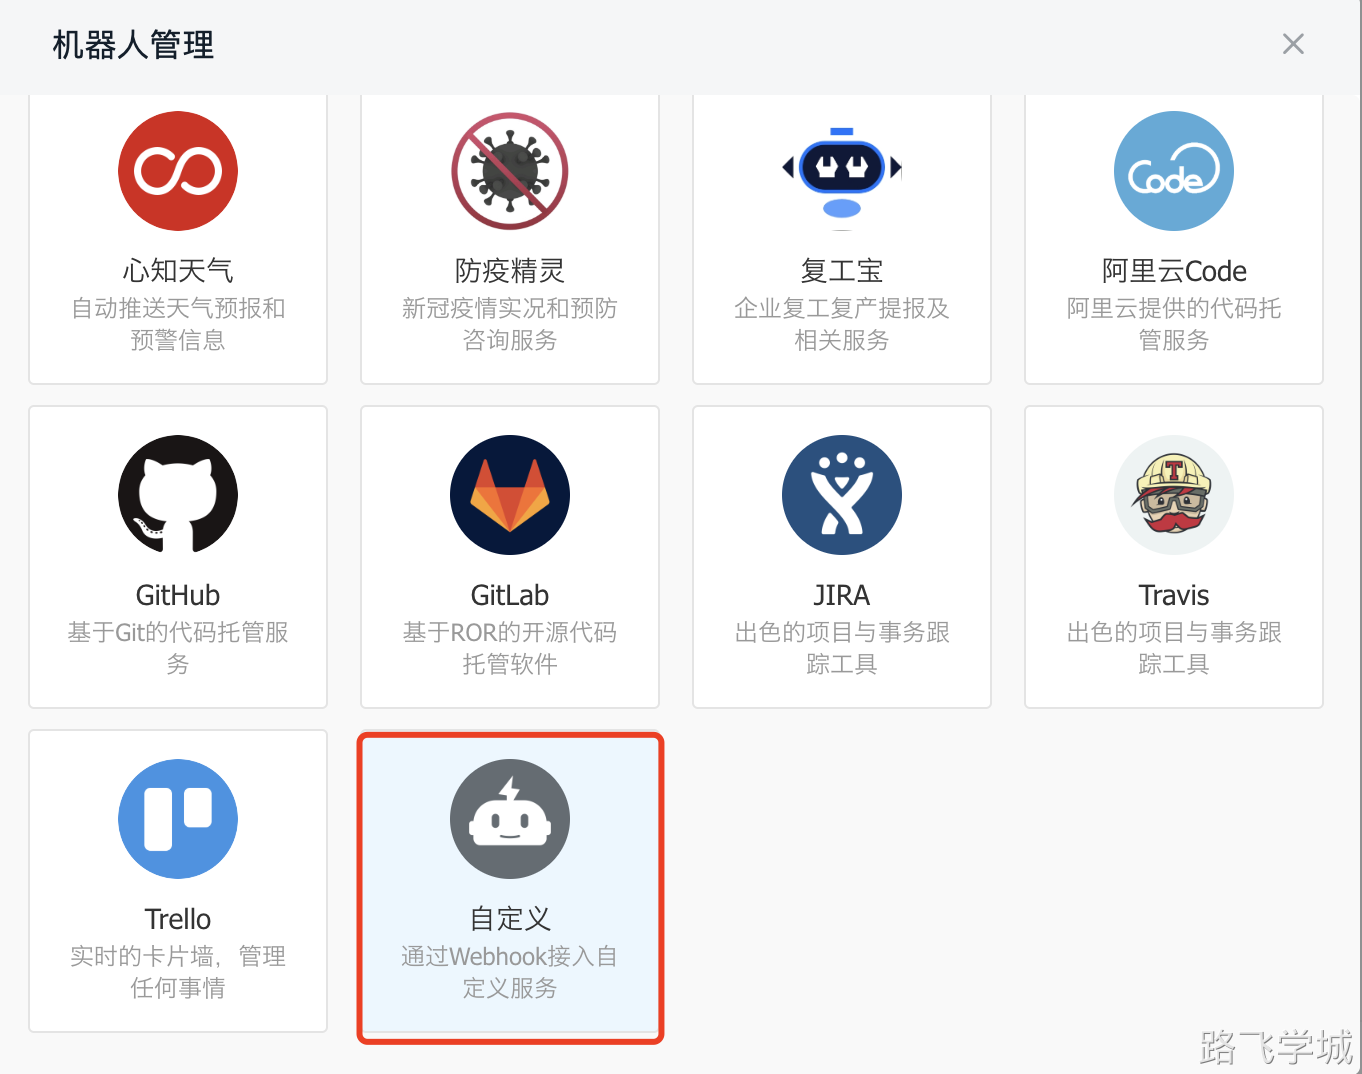 机器人管理
心知天气
自动推送天气预报和
预警信息
防疫精灵
新冠疫情实况和预防
咨询服务
复工宝
企业复工复产提报及
相关服务
Code
阿里云Code
阿里云提供的代码托
管服务
GitHub
基于Git的代码托管服
务
GitLab
基于ROR的开源代码
托管软件
JIRA
出色的项目与事务跟
踪工具
T
Travis
出色的项目与事务跟
踪工具
Trello
实时的卡片墙，管理
任何事情
自定义
通过Webhook接入自
定义服务
路飞学城